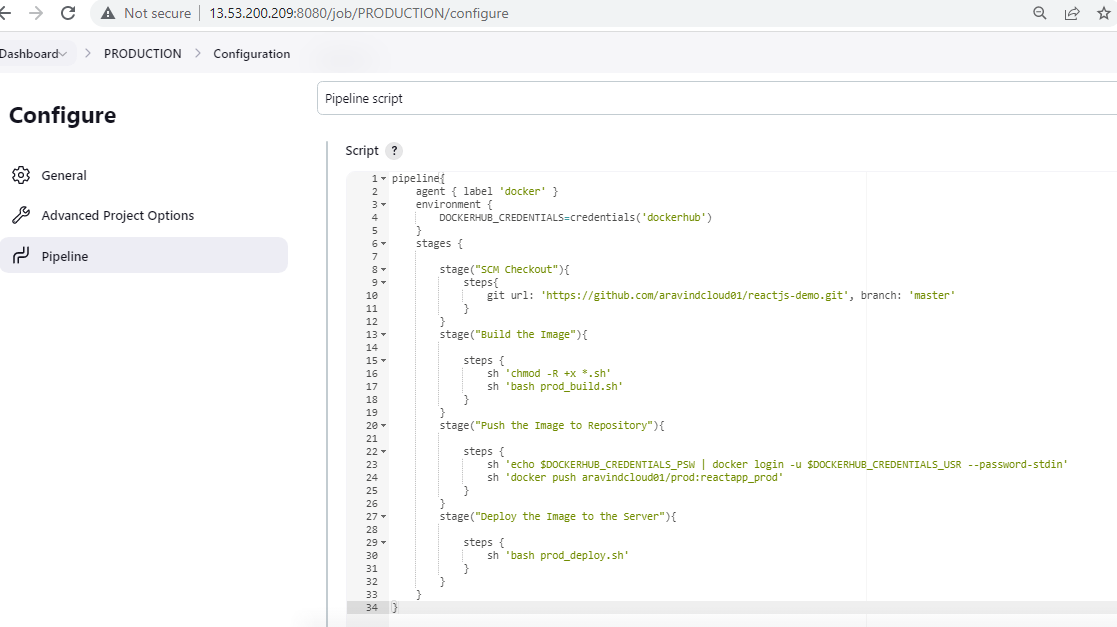 Not secure | 13.53.200.209:8080/job/PRODUCTION/configure
Dashboard > PRODUCTION > Configuration
Configure
General
Advanced Project Options
Pipeline
Pipeline script
Script ?
1 pipeline{
2     agent { label 'docker' }
3     environment {
4         DOCKERHUB_CREDENTIALS=credentials('dockerhub')
5     }
6     stages {
7
8         stage("SCM Checkout"){
9             steps{
10                 git url: 'https://github.com/aravindcloud01/reactjs-demo.git', branch: 'master'
11             }
12         }
13         stage("Build the Image"){
14
15             steps {
16                 sh 'chmod -R +x *.sh'
17                 sh 'bash prod_build.sh'
18             }
19         }
20         stage("Push the Image to Repository"){
21
22             steps {
23                 sh 'echo $DOCKERHUB_CREDENTIALS_PSW | docker login -u $DOCKERHUB_CREDENTIALS_USR --password-stdin'
24                 sh 'docker push aravindcloud01/prod:reactapp_prod'
25             }
26         }
27         stage("Deploy the Image to the Server"){
28
29             steps {
30                 sh 'bash prod_deploy.sh'
31             }
32         }
33     }
34 }